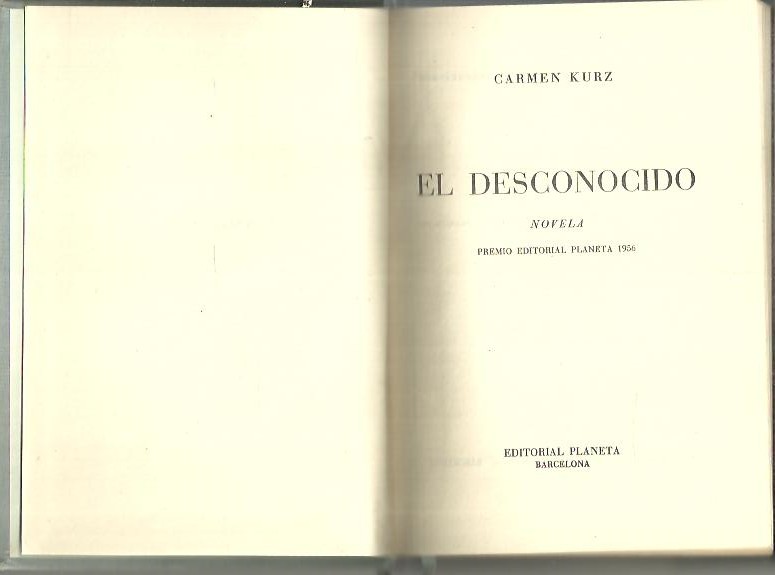 CARMEN KURZ
EL DESCONOCIDO
NOVELA
PREMIO EDITORIAL PLANETA 1956
EDITORIAL PLANETA
BARCELONA